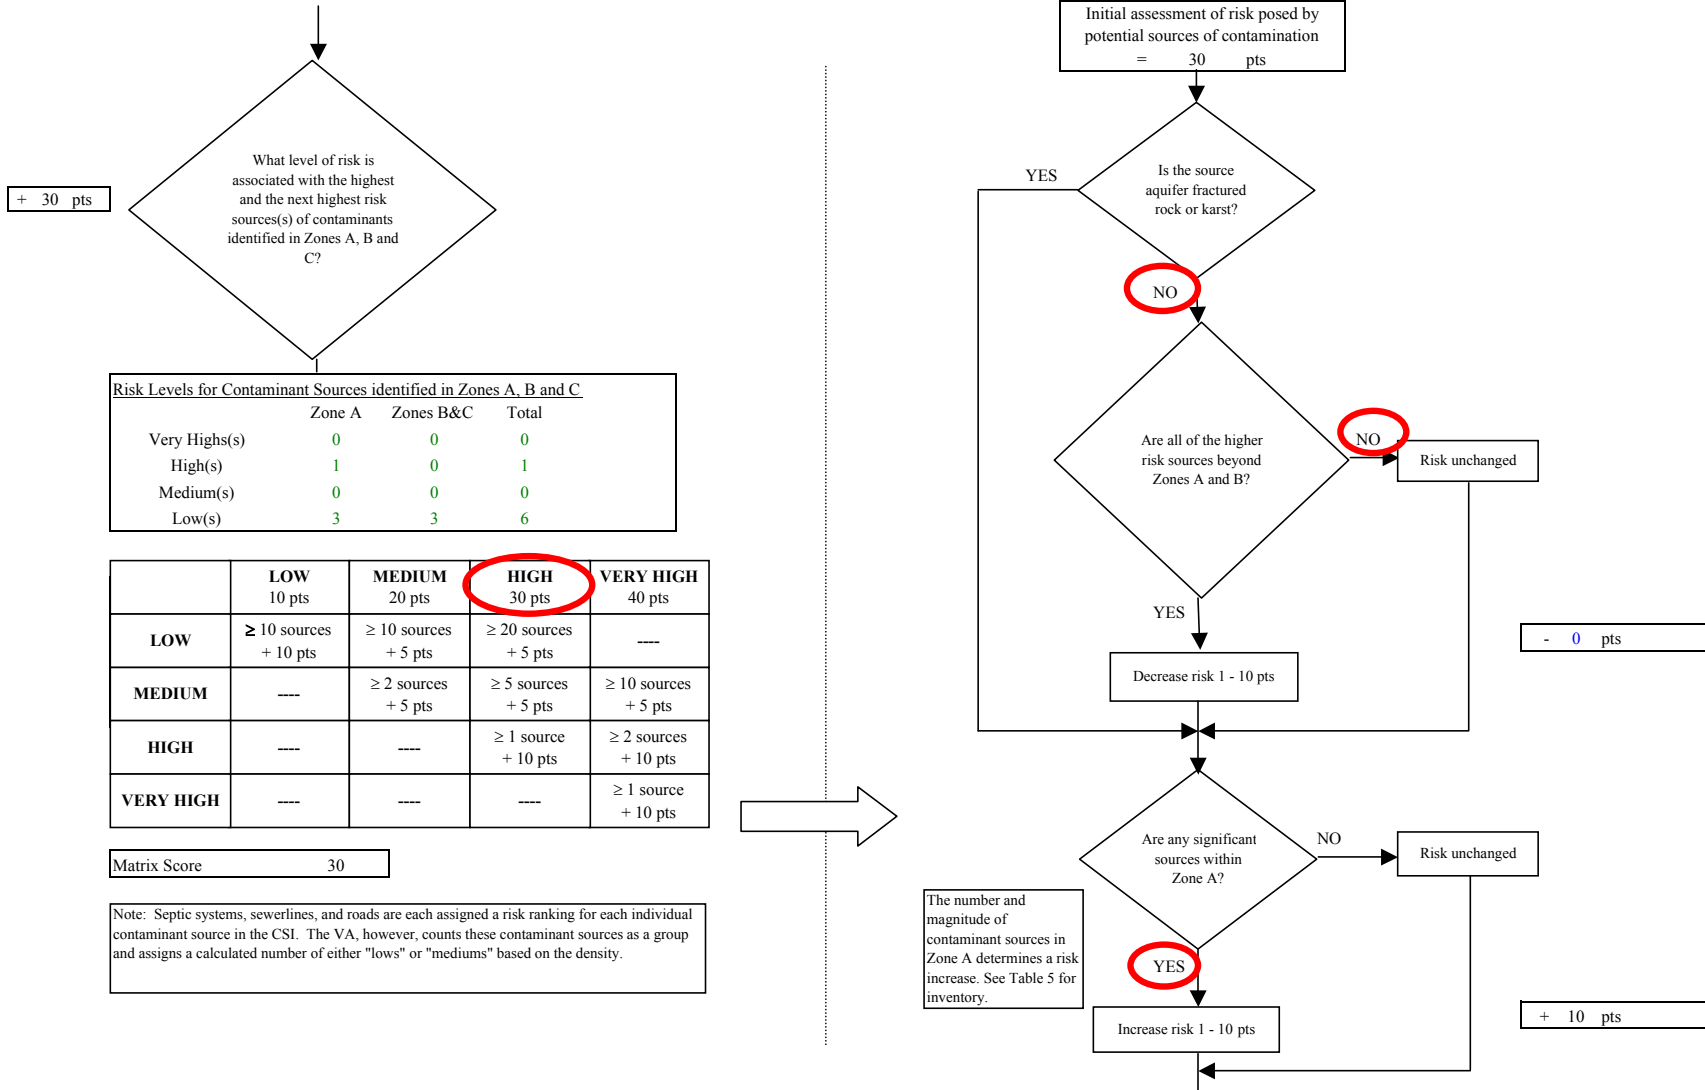 + 30 pts
What level of risk is
associated with the highest
and the next highest risk
sources(s) of contaminants
identified in Zones A, B and
C?
Risk Levels for Contaminant Sources identified in Zones A, B and C
Zone A Zones B&C Total
Very Highs(s) 0 0 0
High(s) 1 0 1
Medium(s) 0 0 0
Low(s) 3 3 6
LOW MEDIUM HIGH VERY HIGH
10 pts 20 pts 30 pts 40 pts
LOW ≥ 10 sources ≥ 10 sources ≥ 20 sources ----
+ 10 pts + 5 pts + 5 pts
MEDIUM ---- ≥ 2 sources ≥ 5 sources ≥ 10 sources
+ 5 pts + 5 pts + 5 pts
HIGH ---- ---- ≥ 1 source ≥ 2 sources
+ 10 pts + 10 pts
VERY HIGH ---- ---- ---- ≥ 1 source
+ 10 pts
Matrix Score 30
Note: Septic systems, sewerlines, and roads are each assigned a risk ranking for each individual
contaminant source in the CSI. The VA, however, counts these contaminant sources as a group
and assigns a calculated number of either "lows" or "mediums" based on the density.
Initial assessment of risk posed by
potential sources of contamination
= 30 pts
Is the source
aquifer fractured
rock or karst?
YES
NO
Are all of the higher
risk sources beyond
Zones A and B?
NO
Risk unchanged
YES
Decrease risk 1 - 10 pts
- 0 pts
Are any significant
sources within
Zone A?
NO
Risk unchanged
The number and
magnitude of
contaminant sources in
Zone A determines a risk
increase. See Table 5 for
inventory.
YES
Increase risk 1 - 10 pts
+ 10 pts